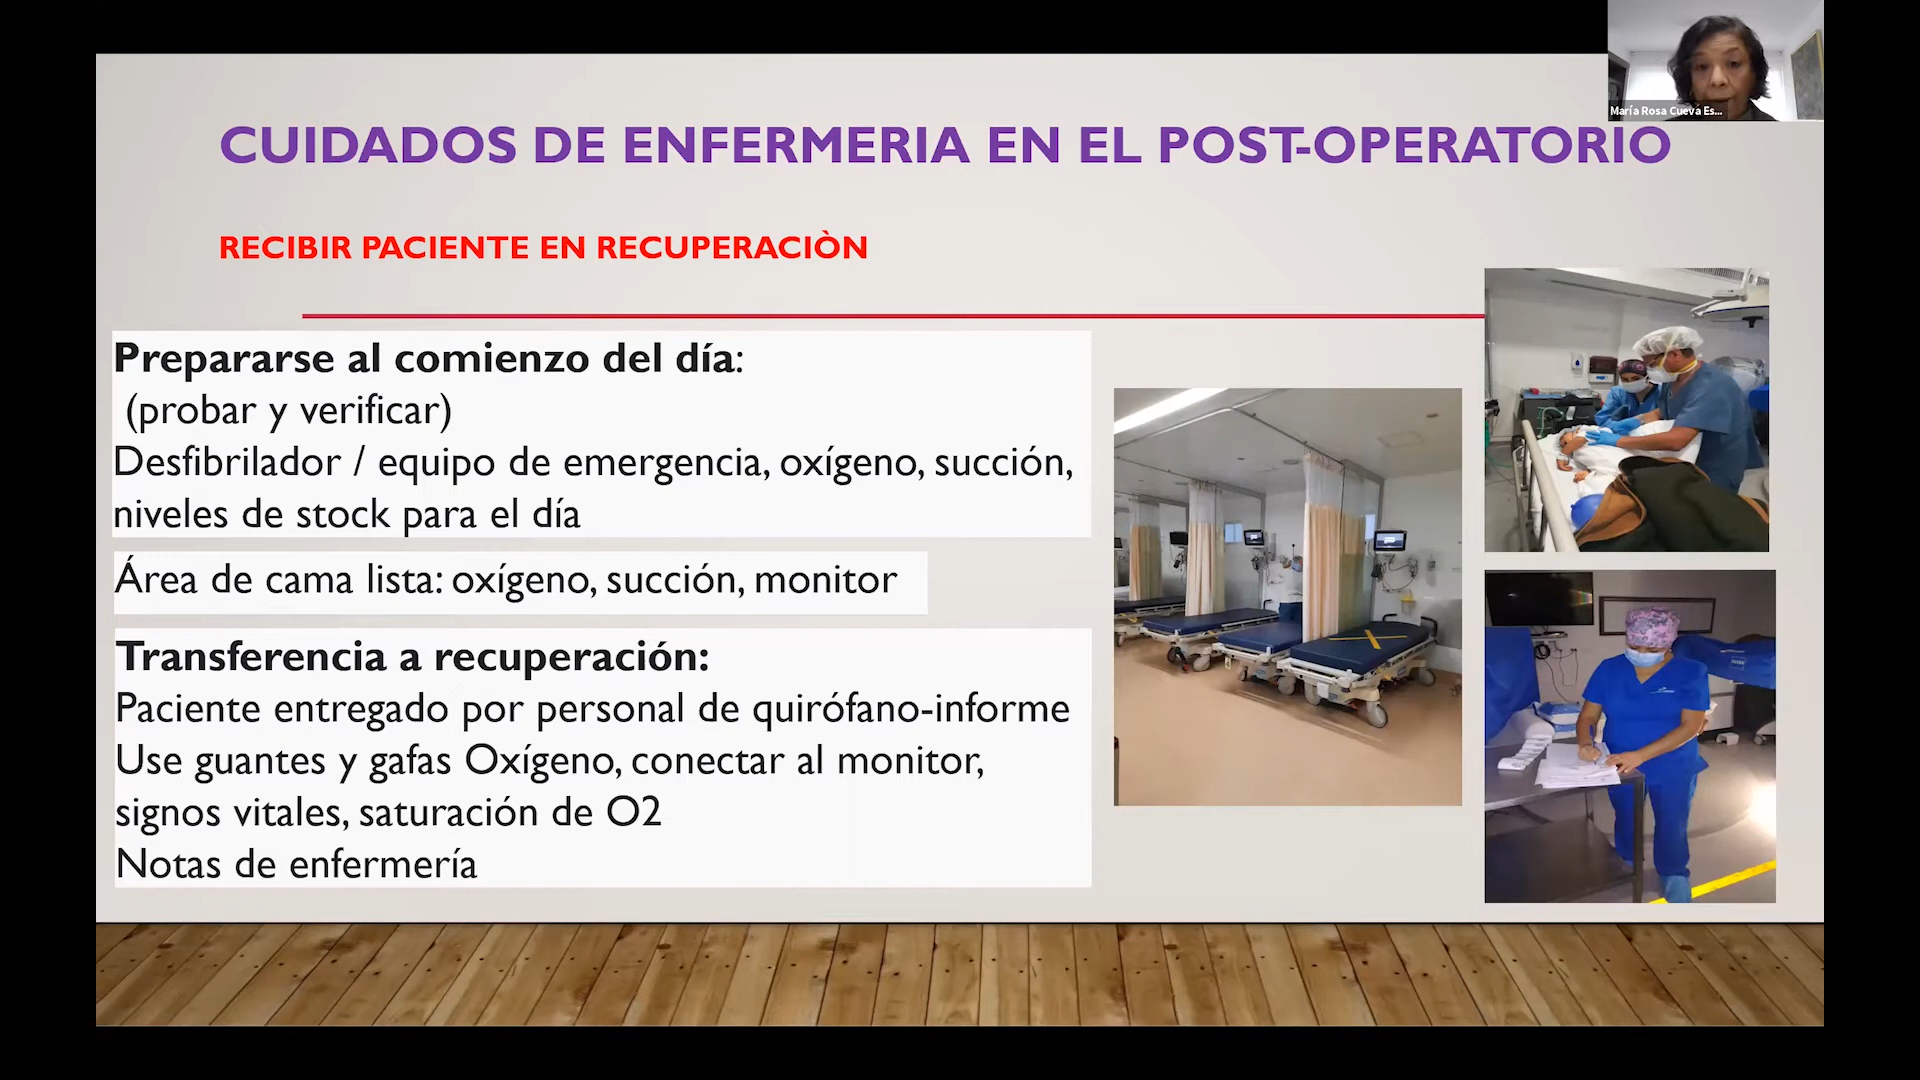 María Rosa Cueva Es...
CUIDADOS DE ENFERMERIA EN EL POST-OPERATORIO
RECIBIR PACIENTE EN RECUPERACIÒN
Prepararse al comienzo del día:
(probar y verificar)
Desfibrilador / equipo de emergencia, oxígeno, succión,
niveles de stock para el día
Área de cama lista: oxígeno, succión, monitor
Transferencia a recuperación:
Paciente entregado por personal de quirófano-informe
Use guantes y gafas Oxígeno, conectar al monitor,
signos vitales, saturación de O2
Notas de enfermería